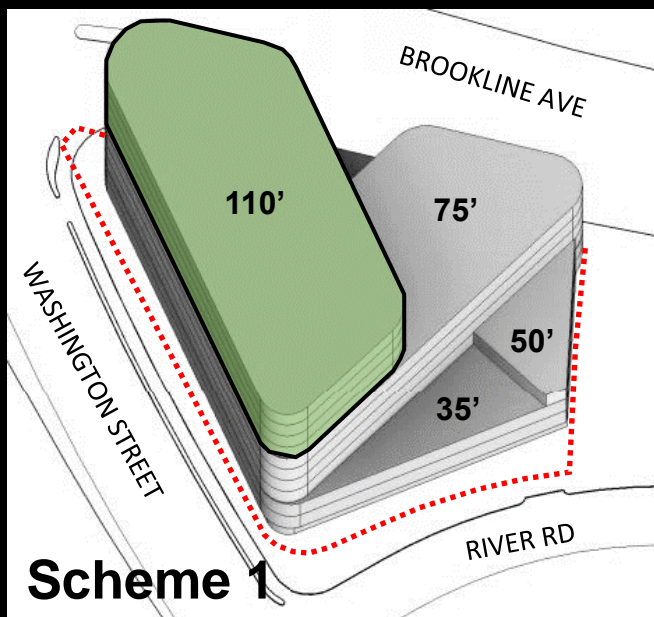 BROOKLINE AVE
110’
75’
50’
35’
WASHINGTON STREET
RIVER RD
Scheme 1